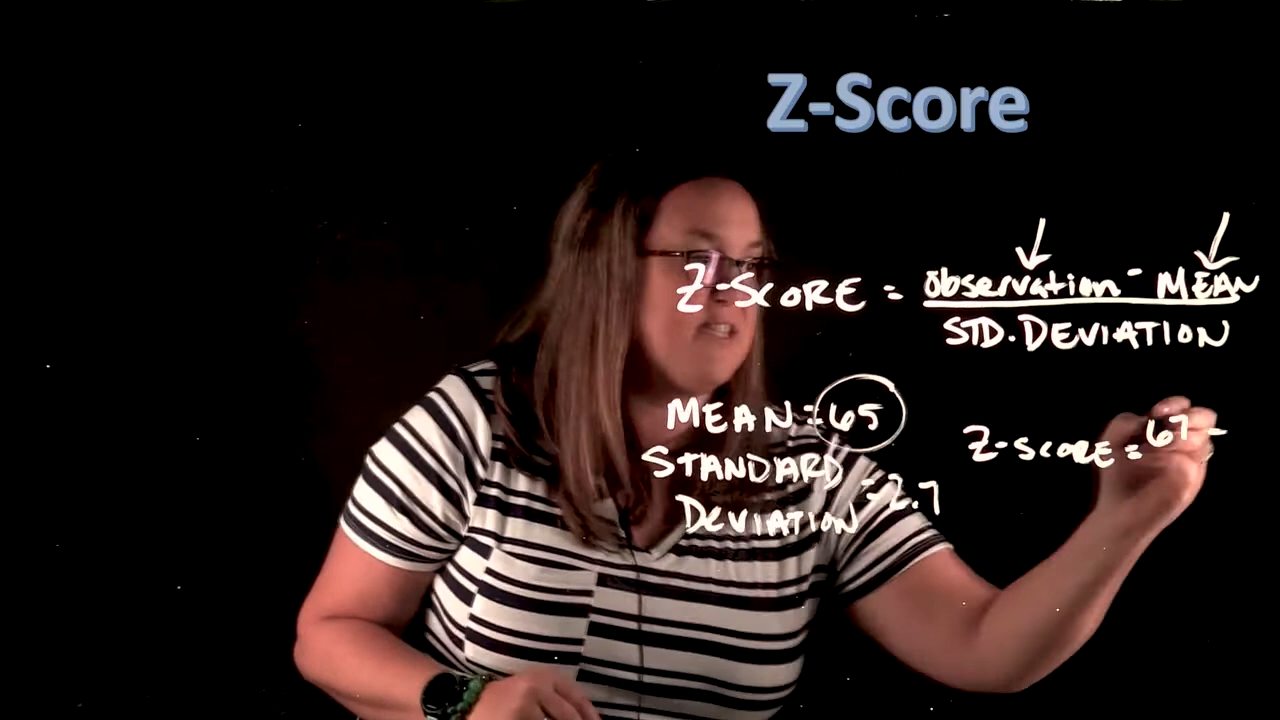 Z-Score
Z-SCORE = observation - MEAN
STD. DEVIATION
MEAN = 65
STANDARD
DEVIATION = 2.7
Z-SCORE = 67 -